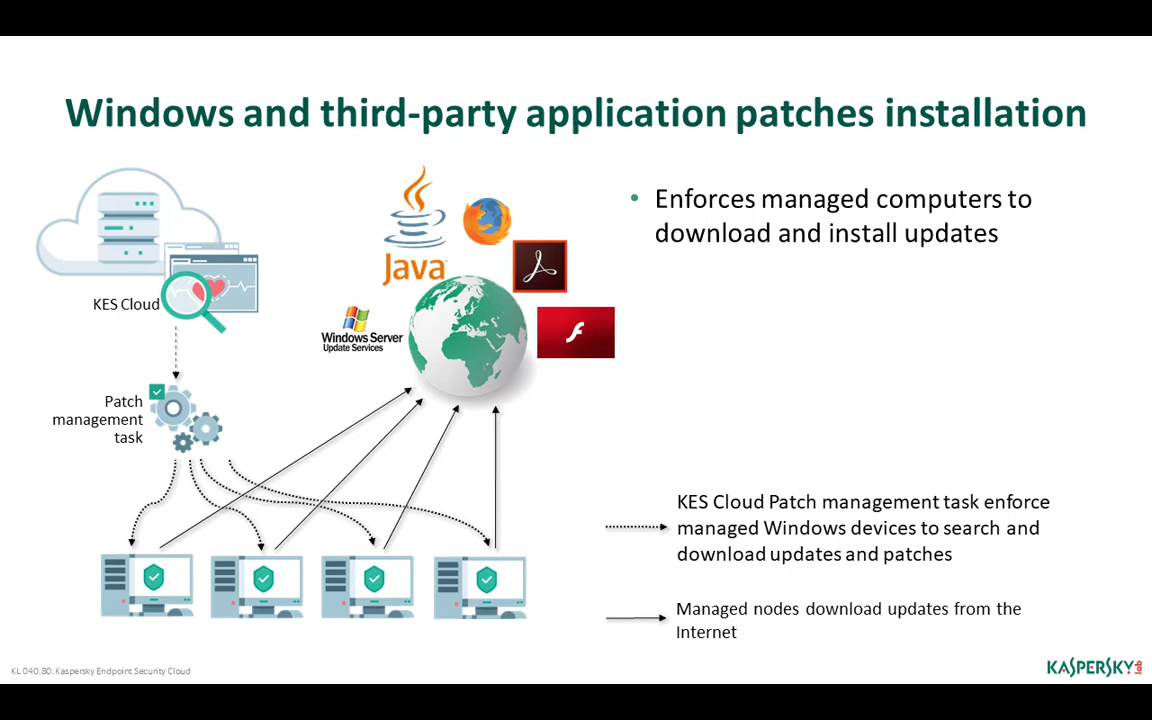 Windows and third-party application patches installation
• Enforces managed computers to
download and install updates
Java
KES Cloud
Windows Server
Update Services
Patch
management
task
KES Cloud Patch management task enforce
managed Windows devices to search and
download updates and patches
Managed nodes download updates from the
Internet
KL 040.80: Kaspersky Endpoint Security Cloud
KASPERSKY lab